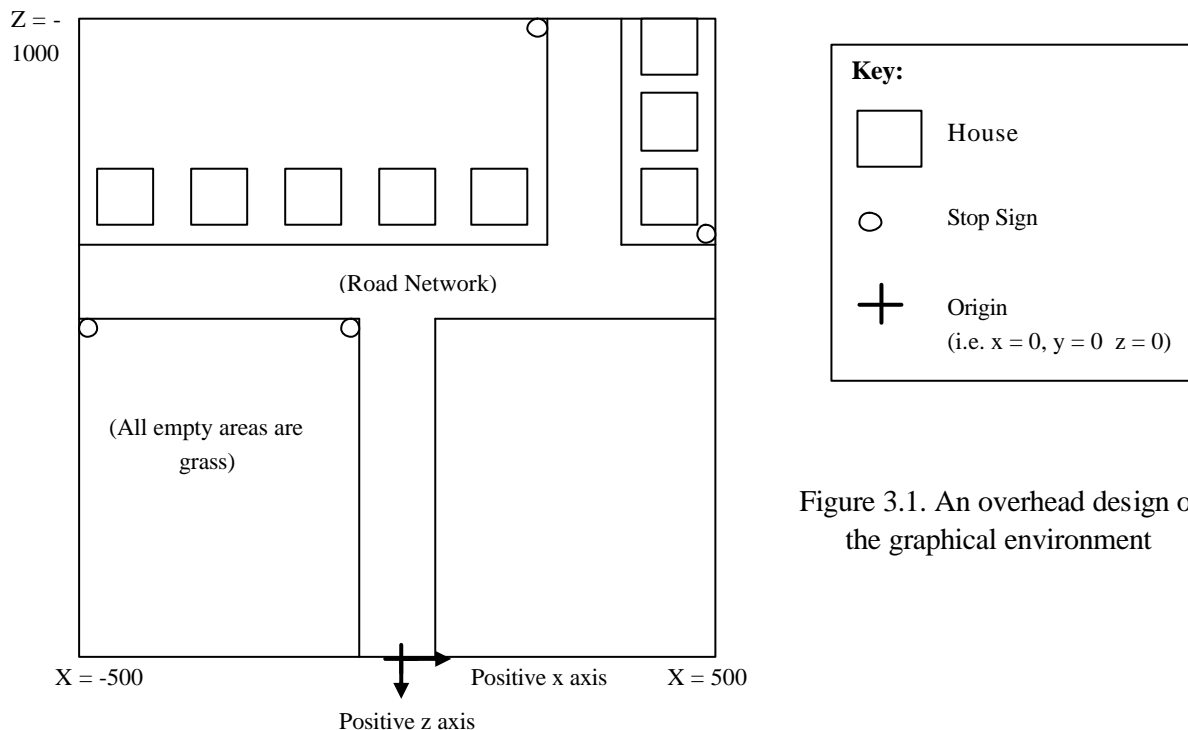 Z = -
1000
Key:
House
Stop Sign
Origin
(i.e. x = 0, y = 0 z = 0)
(Road Network)
(All empty areas are
grass)
Figure 3.1. An overhead design o
the graphical environment
X = -500
Positive x axis
X = 500
Positive z axis